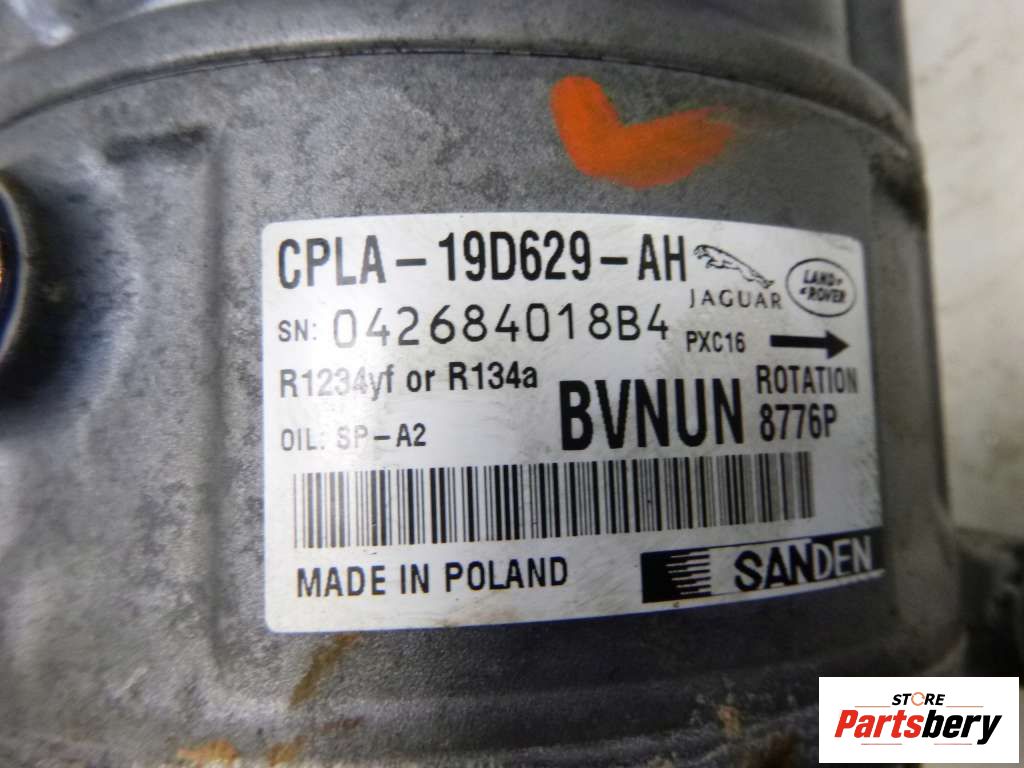 CPLA-19D629-AH
JAGUAR
LAND ROVER
SN: 042684018B4
PXC16
R1234yf or R134a
BVNUN
ROTATION
OIL: SP-A2
8776P
MADE IN POLAND
SANDEN
STORE
Partsbery